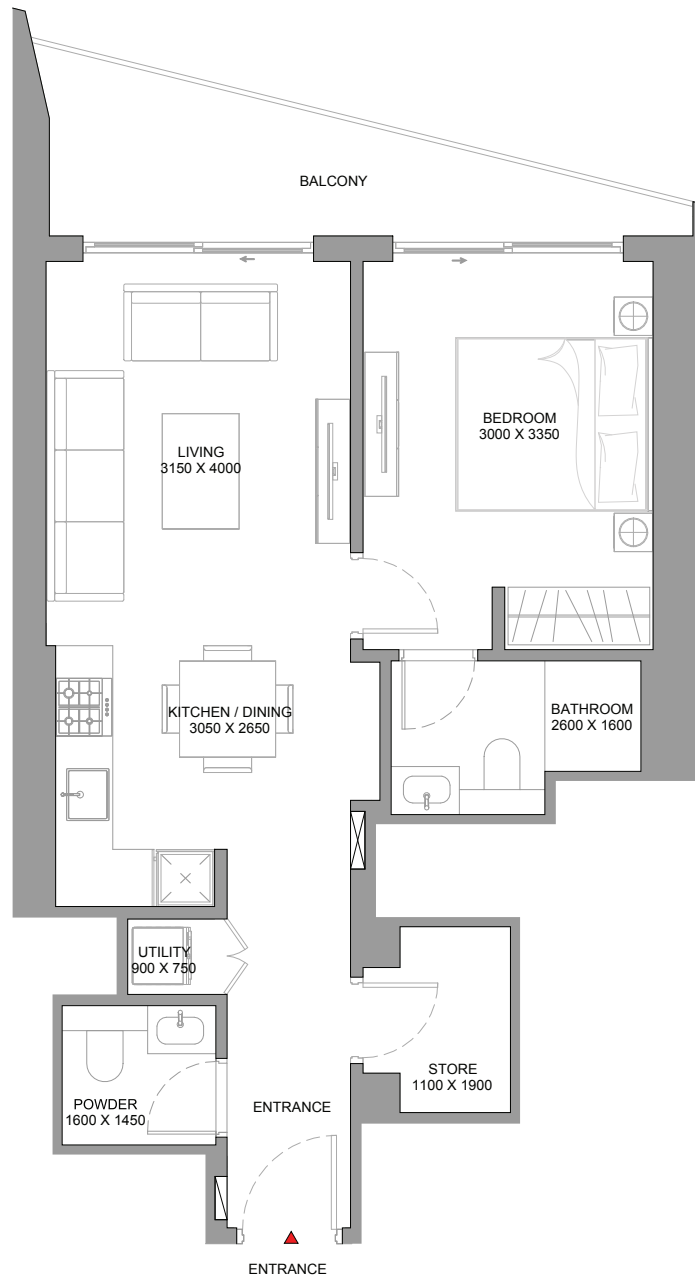 BALCONY
LIVING
3150 X 4000
BEDROOM
3000 X 3350
KITCHEN / DINING
3050 X 2650
BATHROOM
2600 X 1600
UTILITY
900 X 750
STORE
1100 X 1900
POWDER
1600 X 1450
ENTRANCE
ENTRANCE